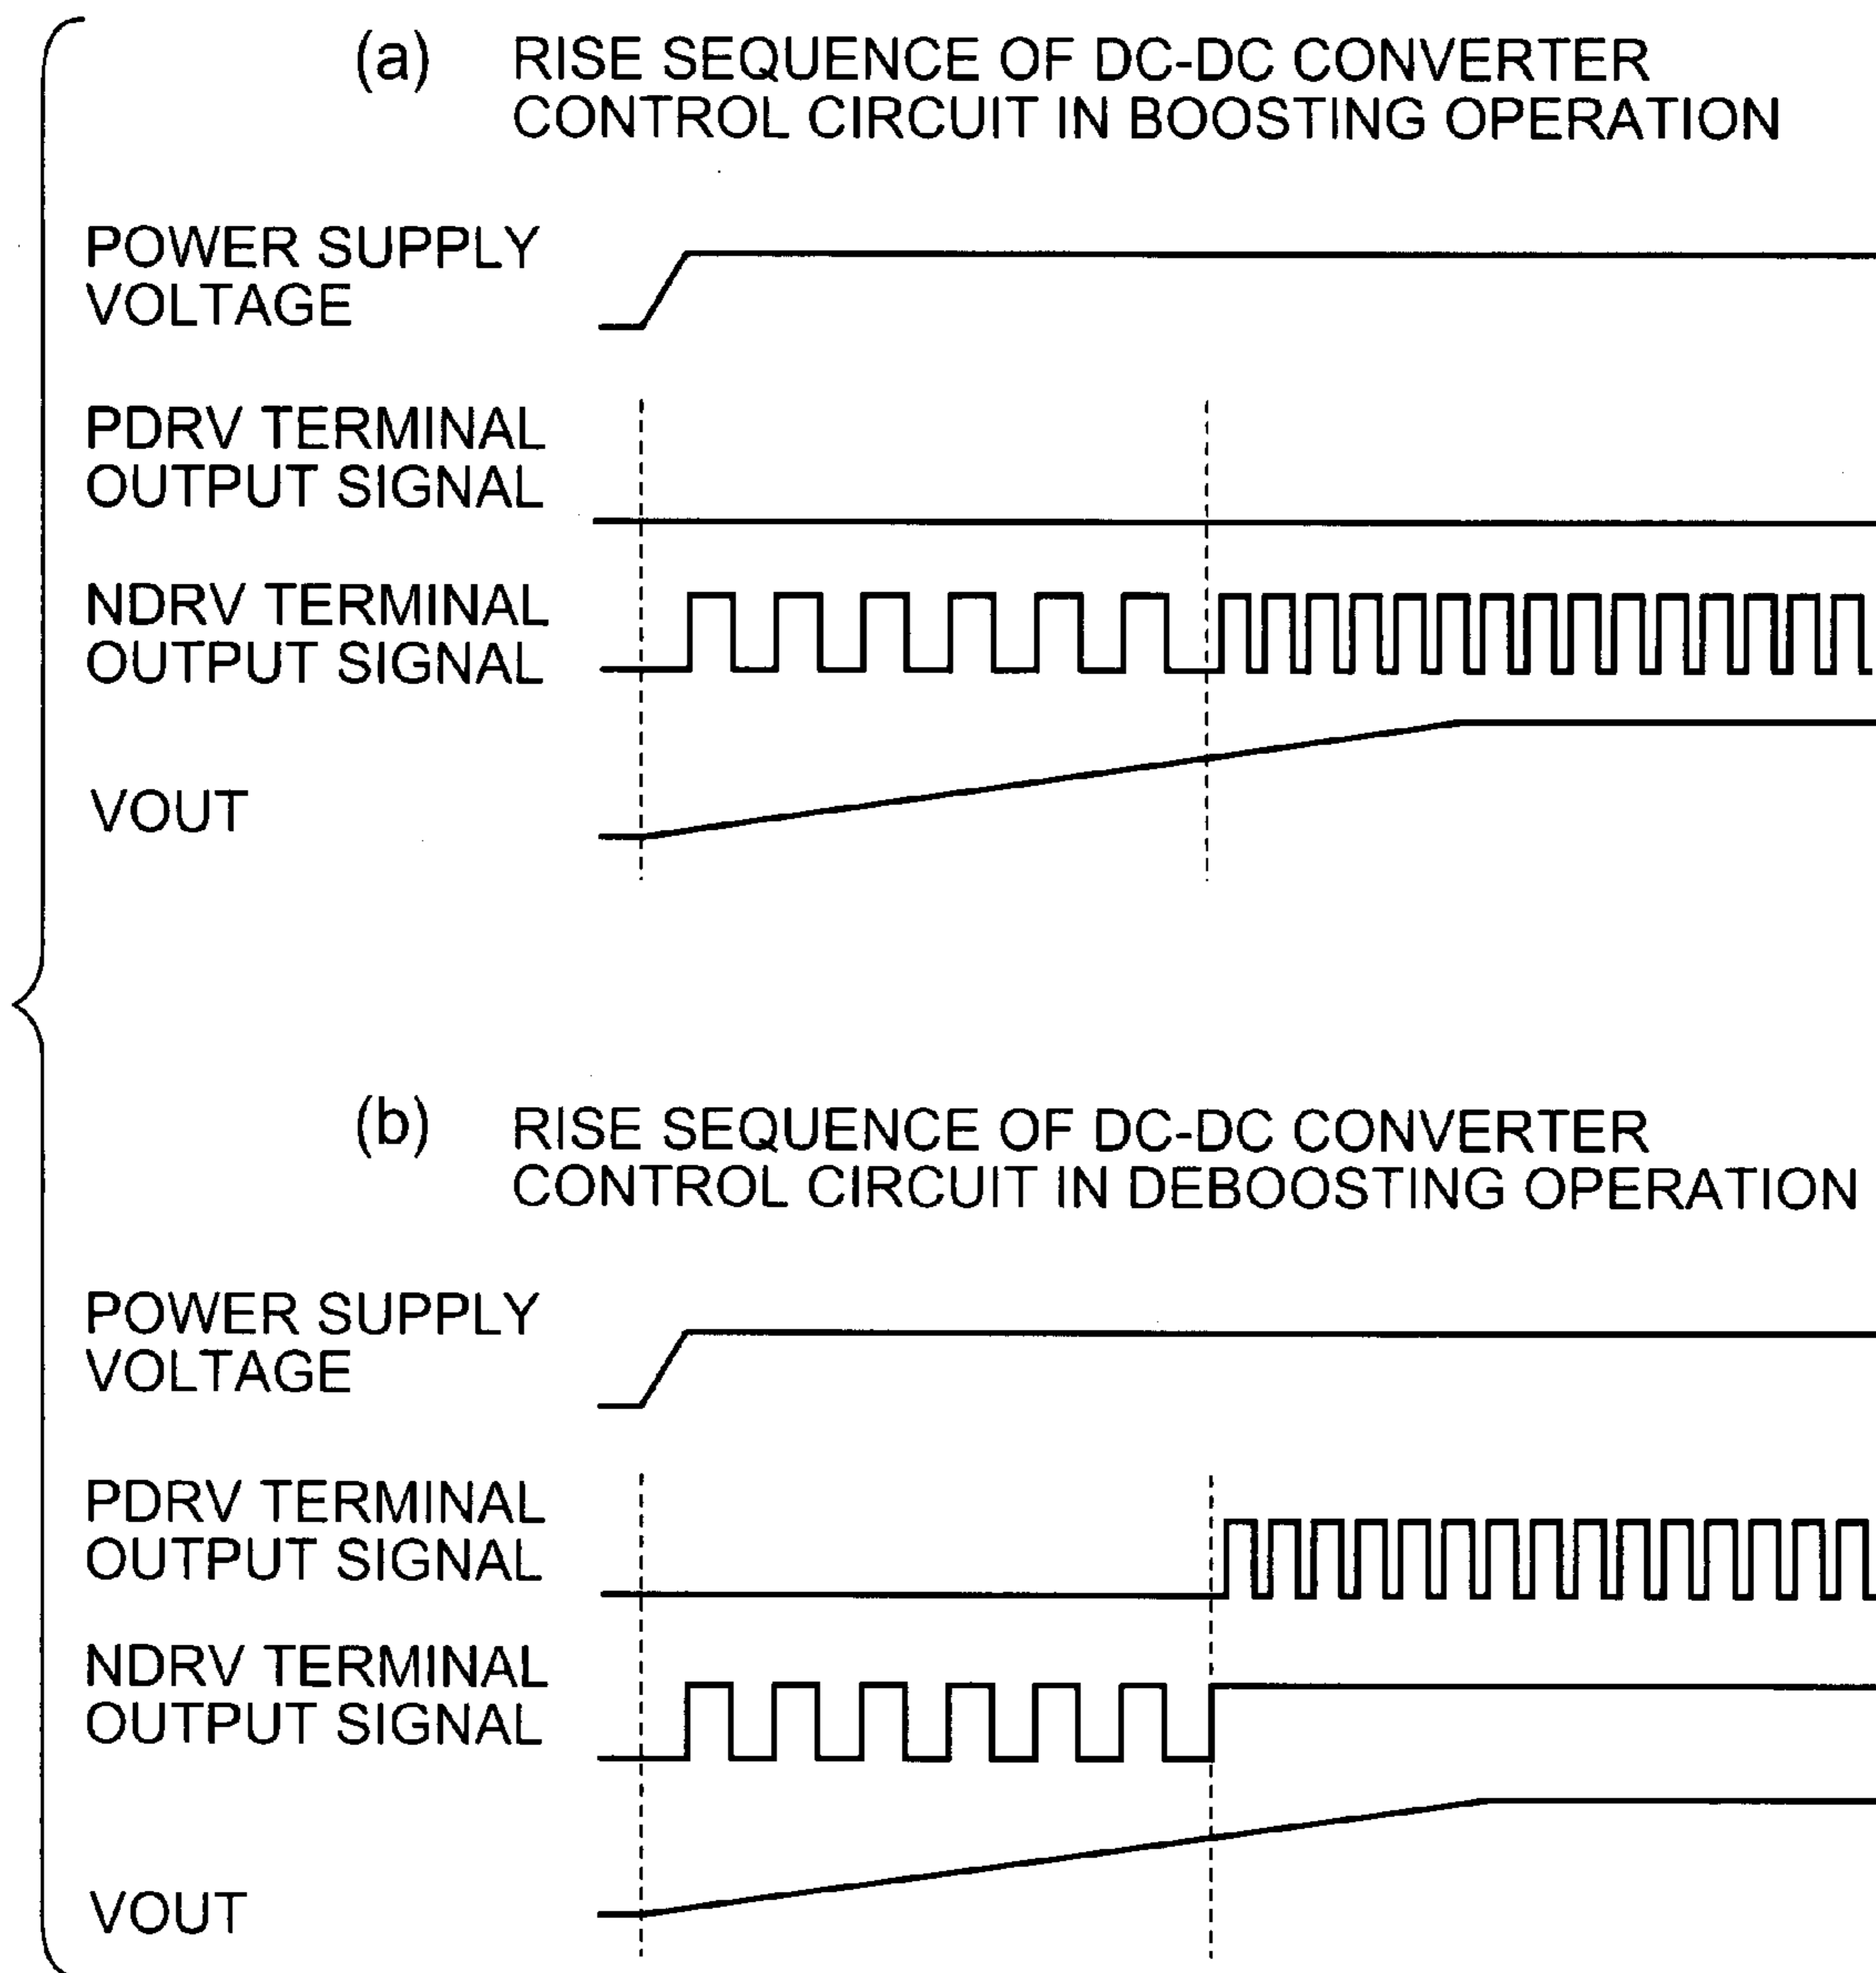 (a) RISE SEQUENCE OF DC-DC CONVERTER
CONTROL CIRCUIT IN BOOSTING OPERATION
POWER SUPPLY
VOLTAGE
PDRV TERMINAL
OUTPUT SIGNAL
NDRV TERMINAL
OUTPUT SIGNAL
VOUT
(b) RISE SEQUENCE OF DC-DC CONVERTER
CONTROL CIRCUIT IN DEBOOSTING OPERATION
POWER SUPPLY
VOLTAGE
PDRV TERMINAL
OUTPUT SIGNAL
NDRV TERMINAL
OUTPUT SIGNAL
VOUT